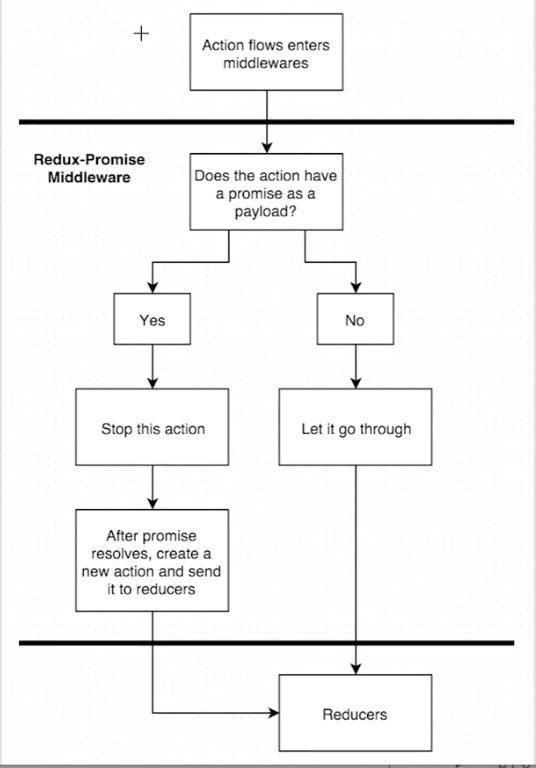 Action flows enters
middlewares
Redux-Promise
Middleware
Does the action have
a promise as a
payload?
Yes
No
Stop this action
Let it go through
After promise
resolves, create a
new action and send
it to reducers
Reducers